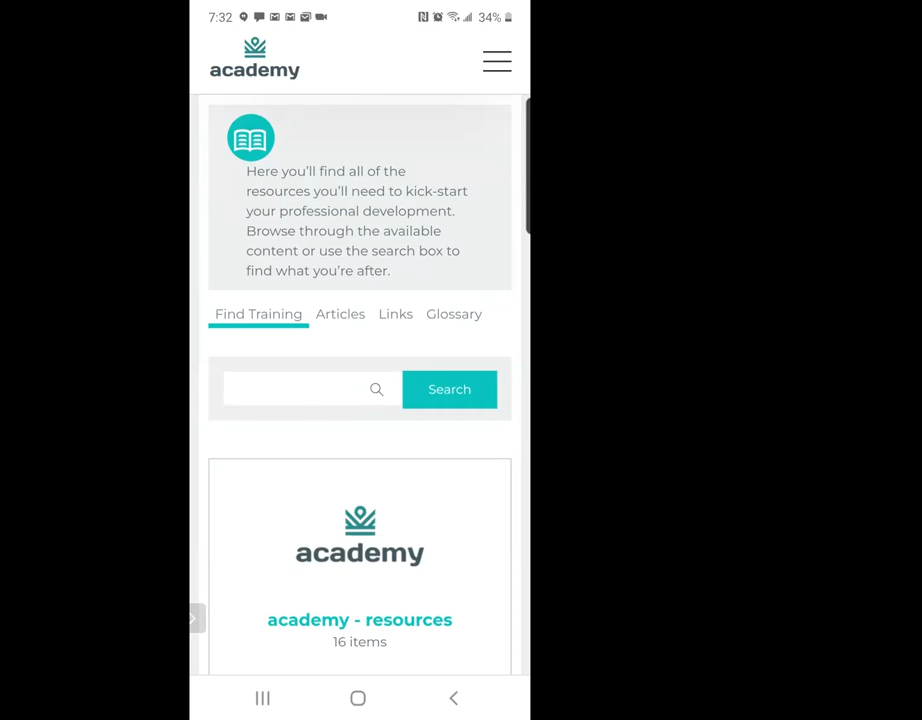 7:32 34%
academy
Here you'll find all of the
resources you'll need to kick-start
your professional development.
Browse through the available
content or use the search box to
find what you're after.
Find Training Articles Links Glossary
Search
academy
academy - resources
16 items